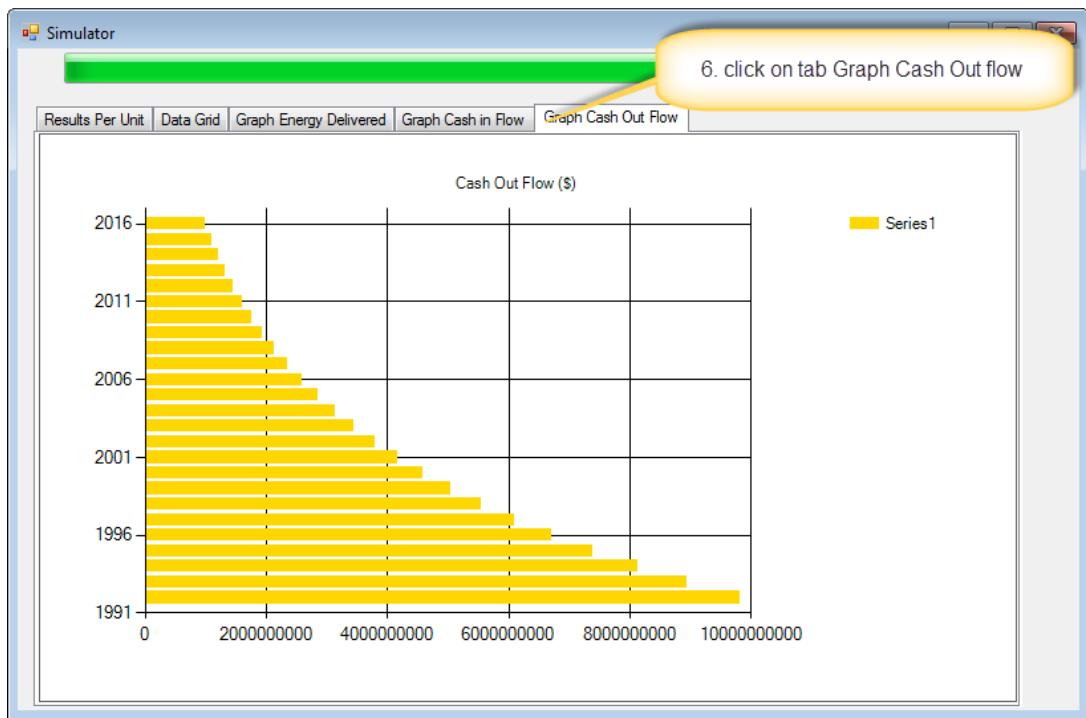 Simulator
6. click on tab Graph Cash Out flow
Results Per Unit Data Grid Graph Energy Delivered Graph Cash in Flow Graph Cash Out Flow
Cash Out Flow ($)
Series1
2016
2011
2006
2001
1996
1991
0 2000000000 4000000000 6000000000 8000000000 10000000000